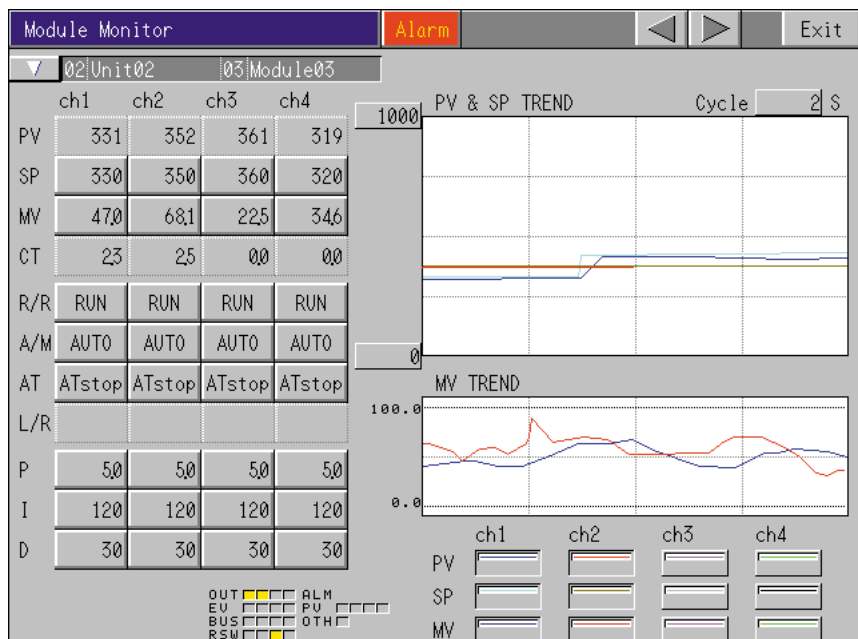 Module Monitor Alarm Exit
02 Unit02 03 Module03
ch1 ch2 ch3 ch4
PV 331 352 361 319
SP 330 350 360 320
MV 47.0 68.1 22.5 34.6
CT 2.3 2.5 0.0 0.0
R/R RUN RUN RUN RUN
A/M AUTO AUTO AUTO AUTO
AT ATstop ATstop ATstop ATstop
L/R
P 5.0 5.0 5.0 5.0
I 120 120 120 120
D 30 30 30 30
OUT ALM
EV PV
BUS OTH
RSW
PV & SP TREND Cycle 2 S
1000
0
MV TREND
100.0
0.0
ch1 ch2 ch3 ch4
PV
SP
MV